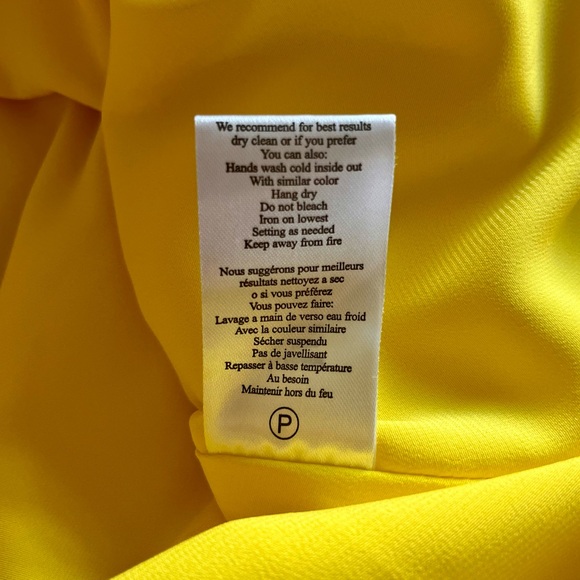 We recommend for best results
dry clean or if you prefer
You can also:
Hands wash cold inside out
With similar color
Hang dry
Do not bleach
Iron on lowest
Setting as needed
Keep away from fire
Nous suggérons pour meilleurs
résultats nettoyez a sec
o si vous préférez
Vous pouvez faire:
Lavage a main de verso eau froid
Avec la couleur similaire
Sécher suspendu
Pas de javellisant
Repasser à basse température
Au besoin
Maintenir hors du feu
P